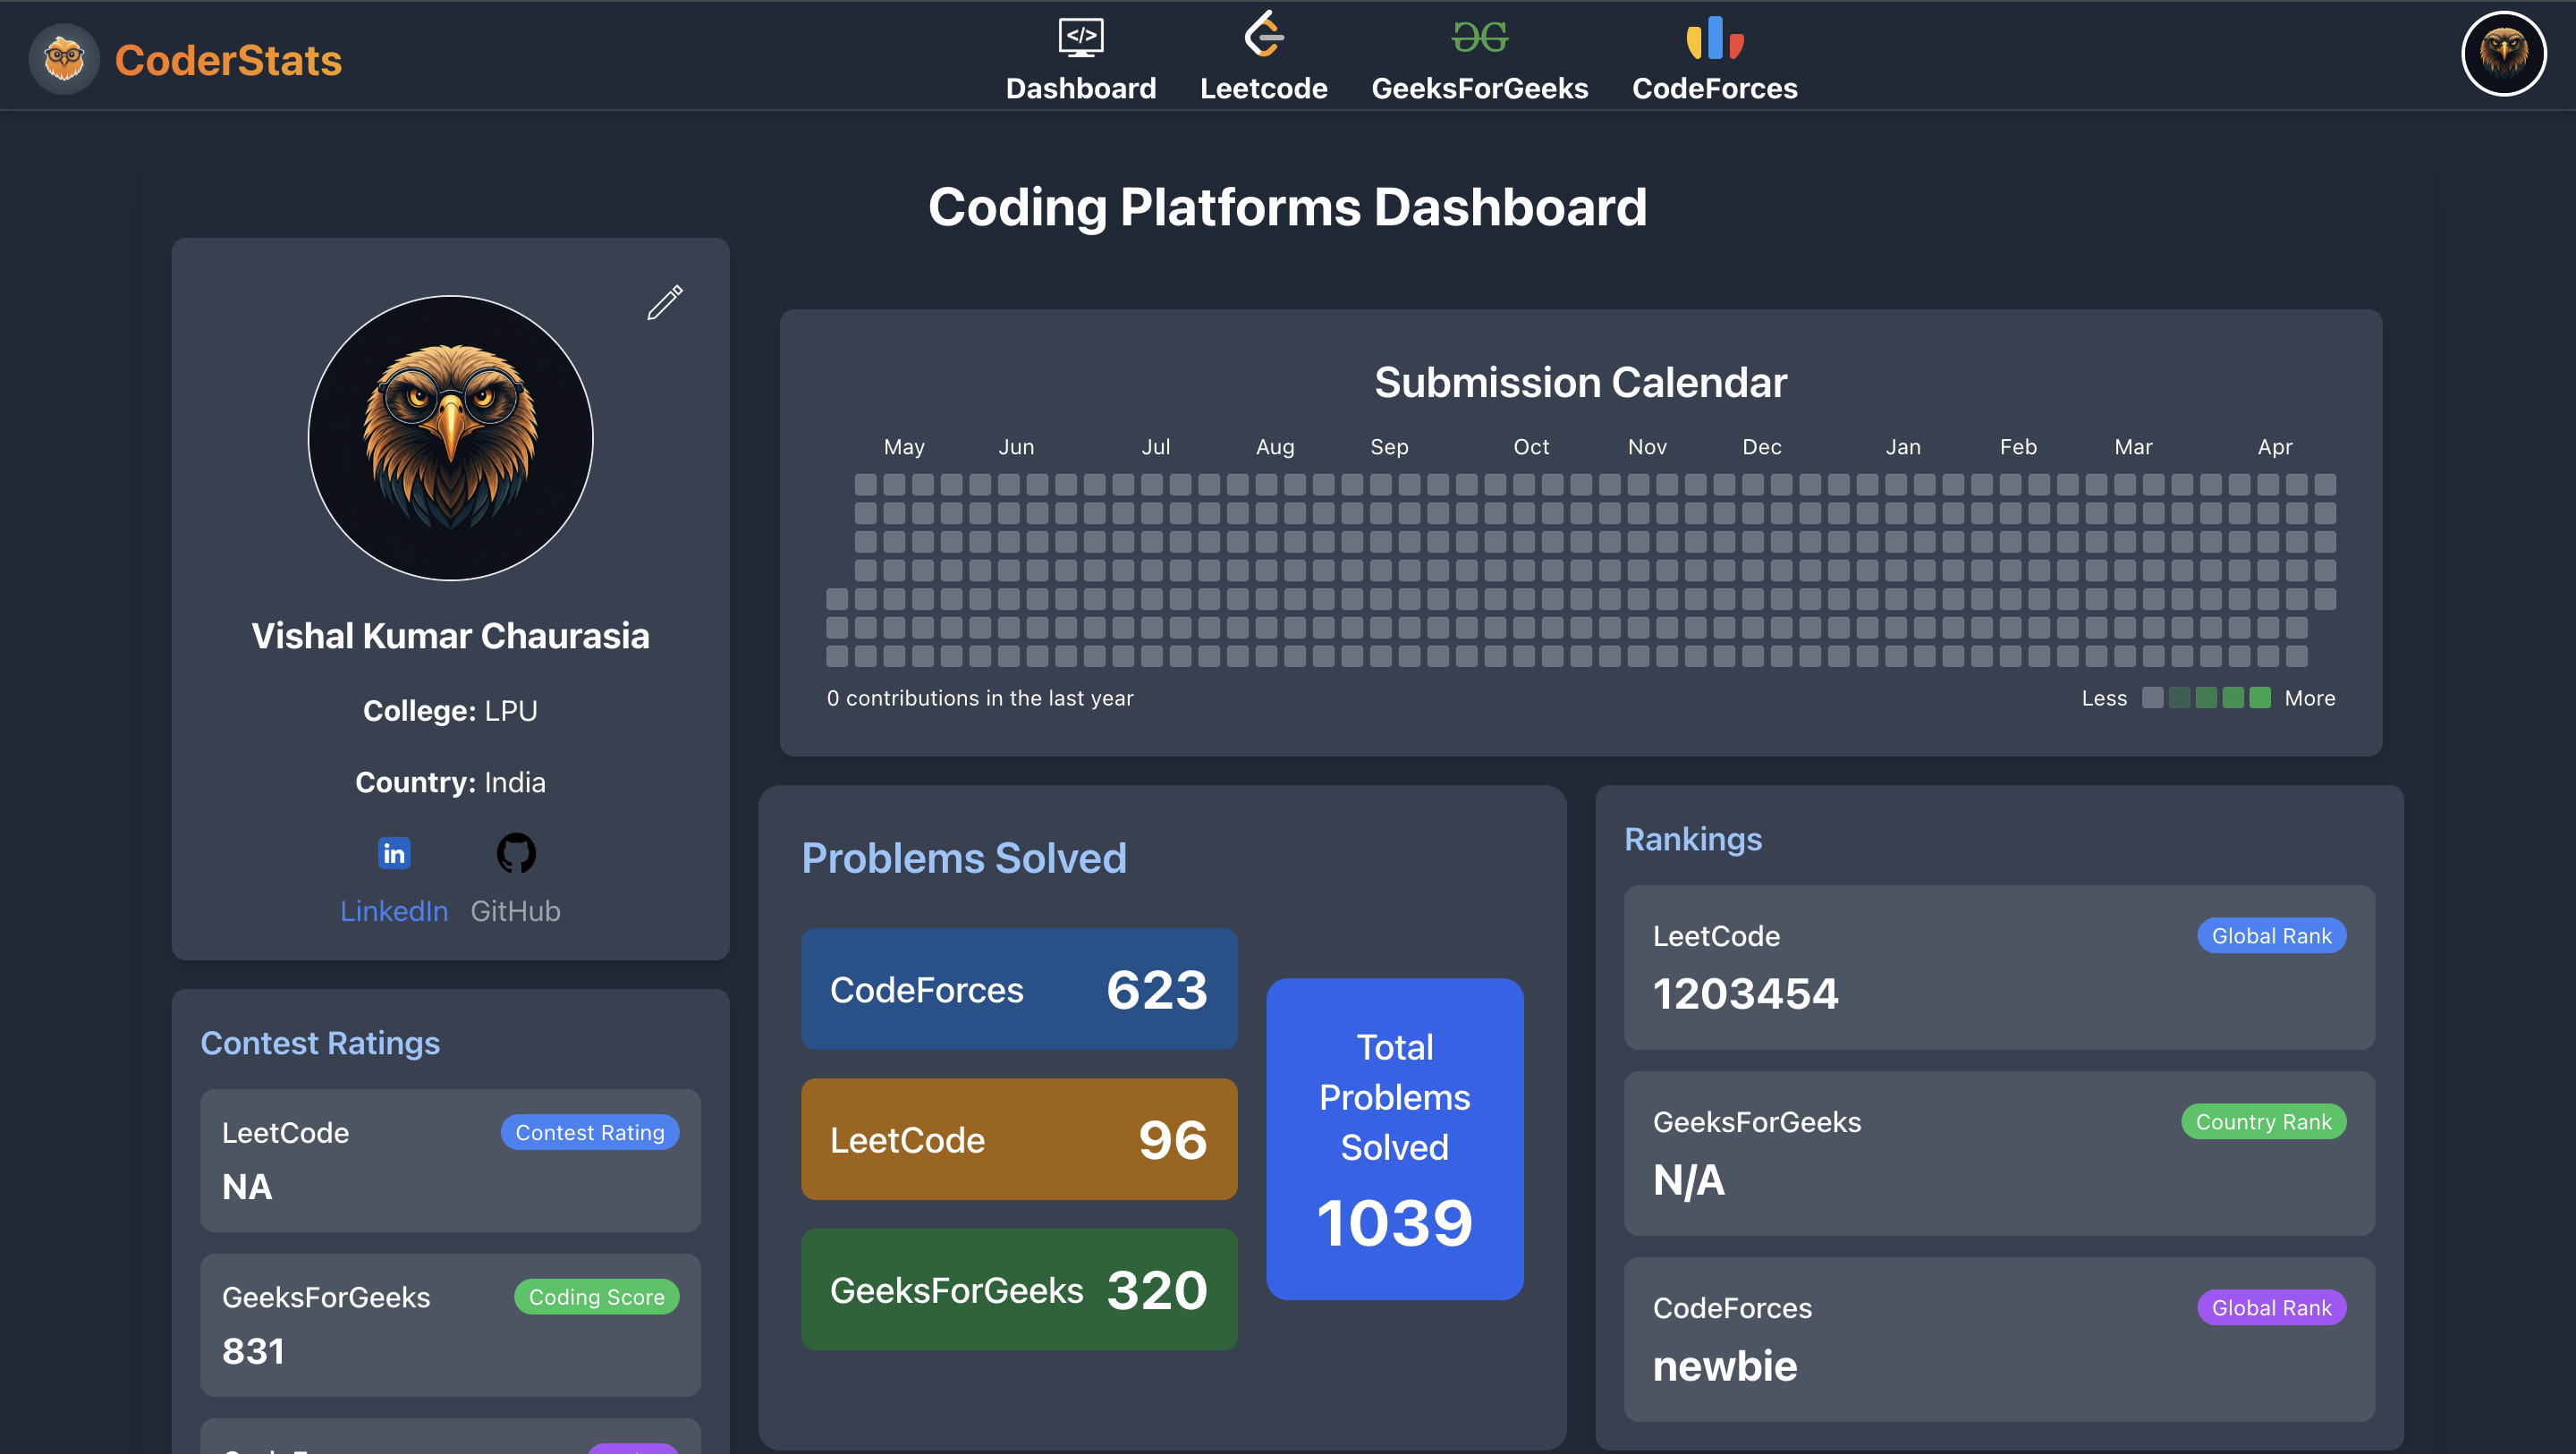 CoderStats
Dashboard
Leetcode
GeeksForGeeks
CodeForces
Coding Platforms Dashboard
Vishal Kumar Chaurasia
College: LPU
Country: India
LinkedIn GitHub
Submission Calendar
May Jun Jul Aug Sep Oct Nov Dec Jan Feb Mar Apr
0 contributions in the last year
Less More
Contest Ratings
LeetCode Contest Rating
NA
GeeksForGeeks Coding Score
831
Problems Solved
CodeForces 623
LeetCode 96
GeeksForGeeks 320
Total
Problems
Solved
1039
Rankings
LeetCode Global Rank
1203454
GeeksForGeeks Country Rank
N/A
CodeForces Global Rank
newbie